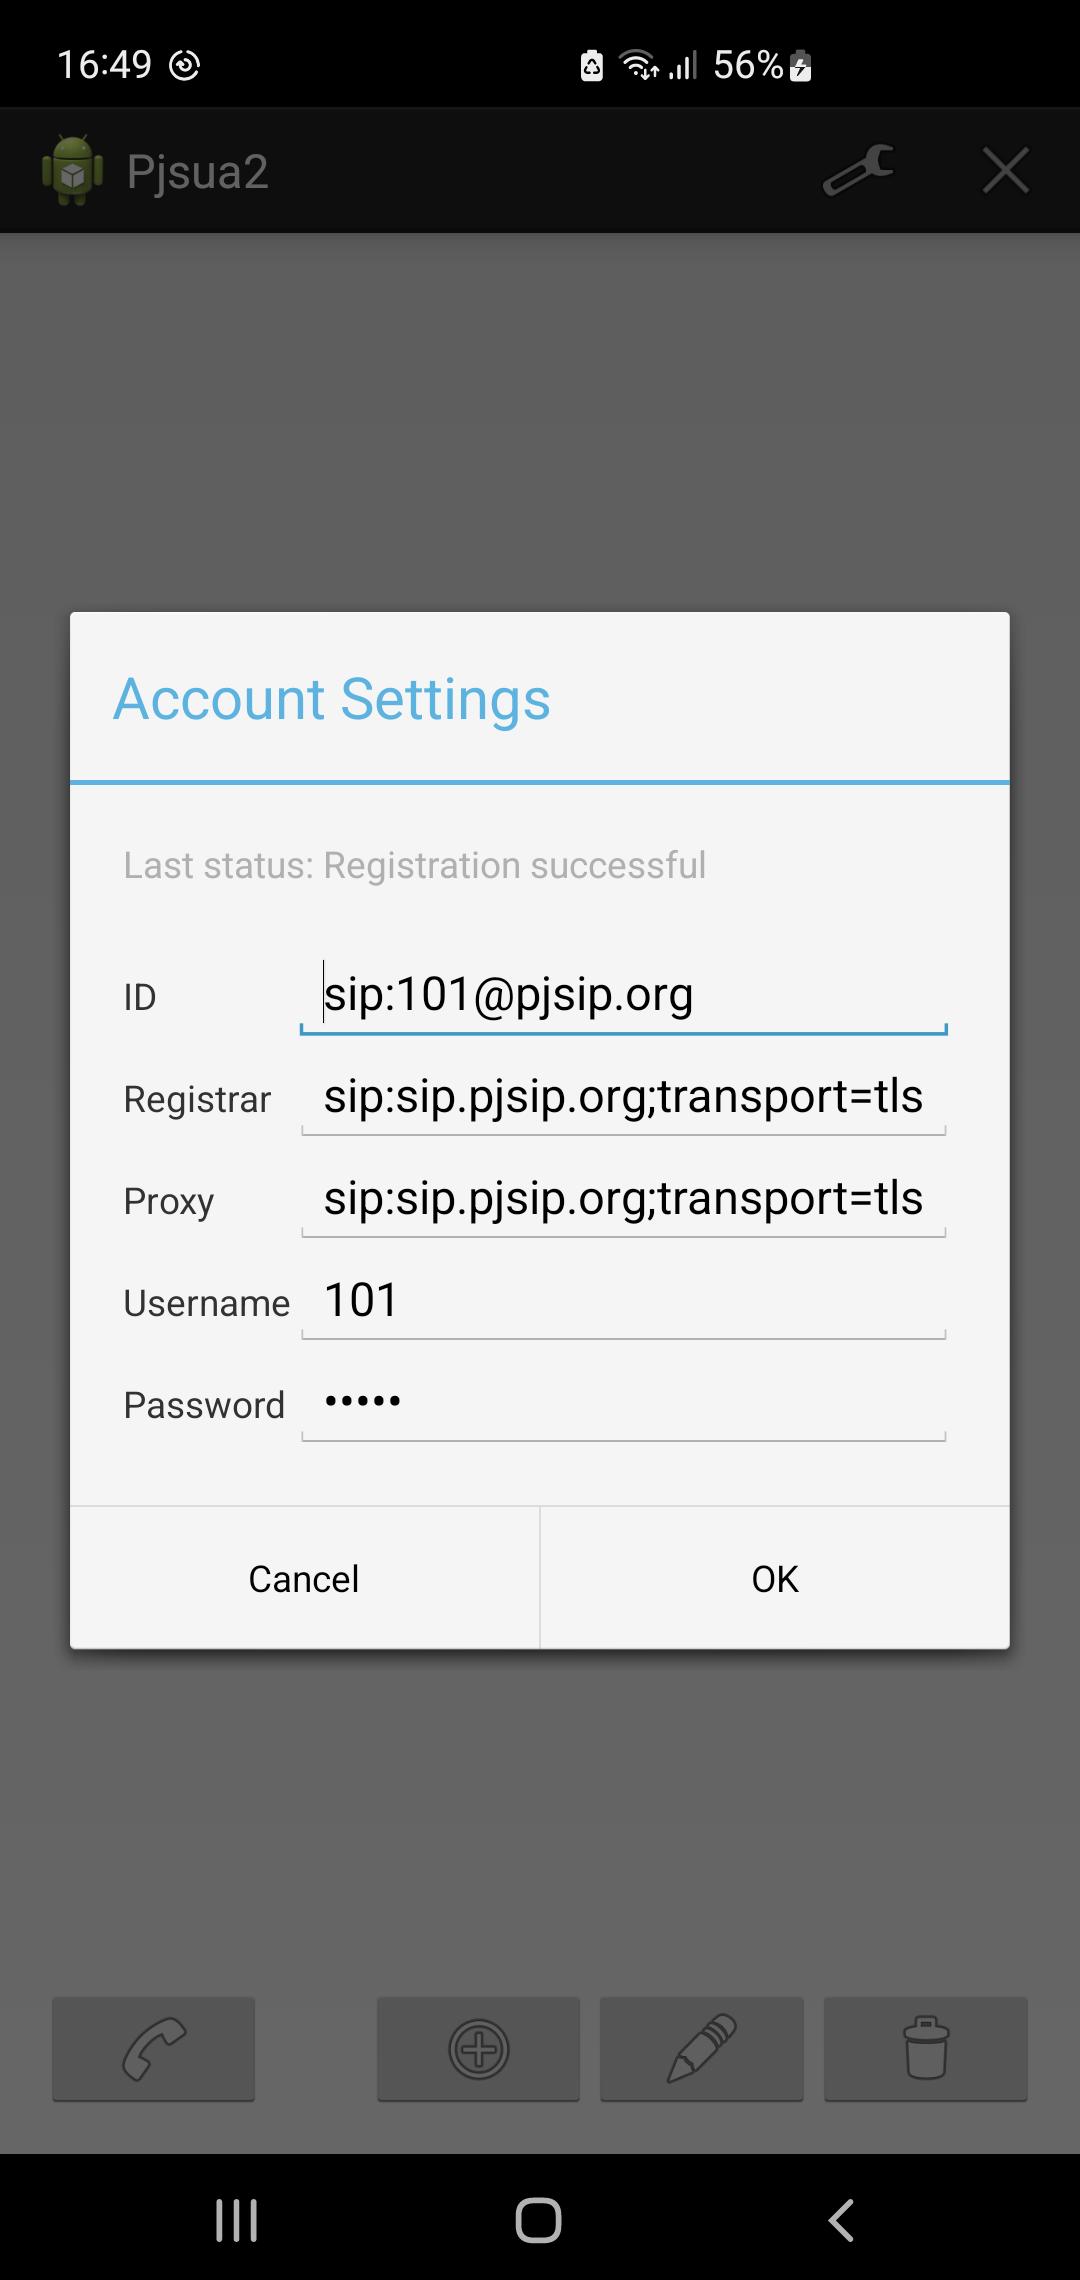 16:49
56%
Pjsua2
Account Settings
Last status: Registration successful
ID sip:101@pjsip.org
Registrar sip:sip.pjsip.org;transport=tls
Proxy sip:sip.pjsip.org;transport=tls
Username 101
Password •••••
Cancel OK